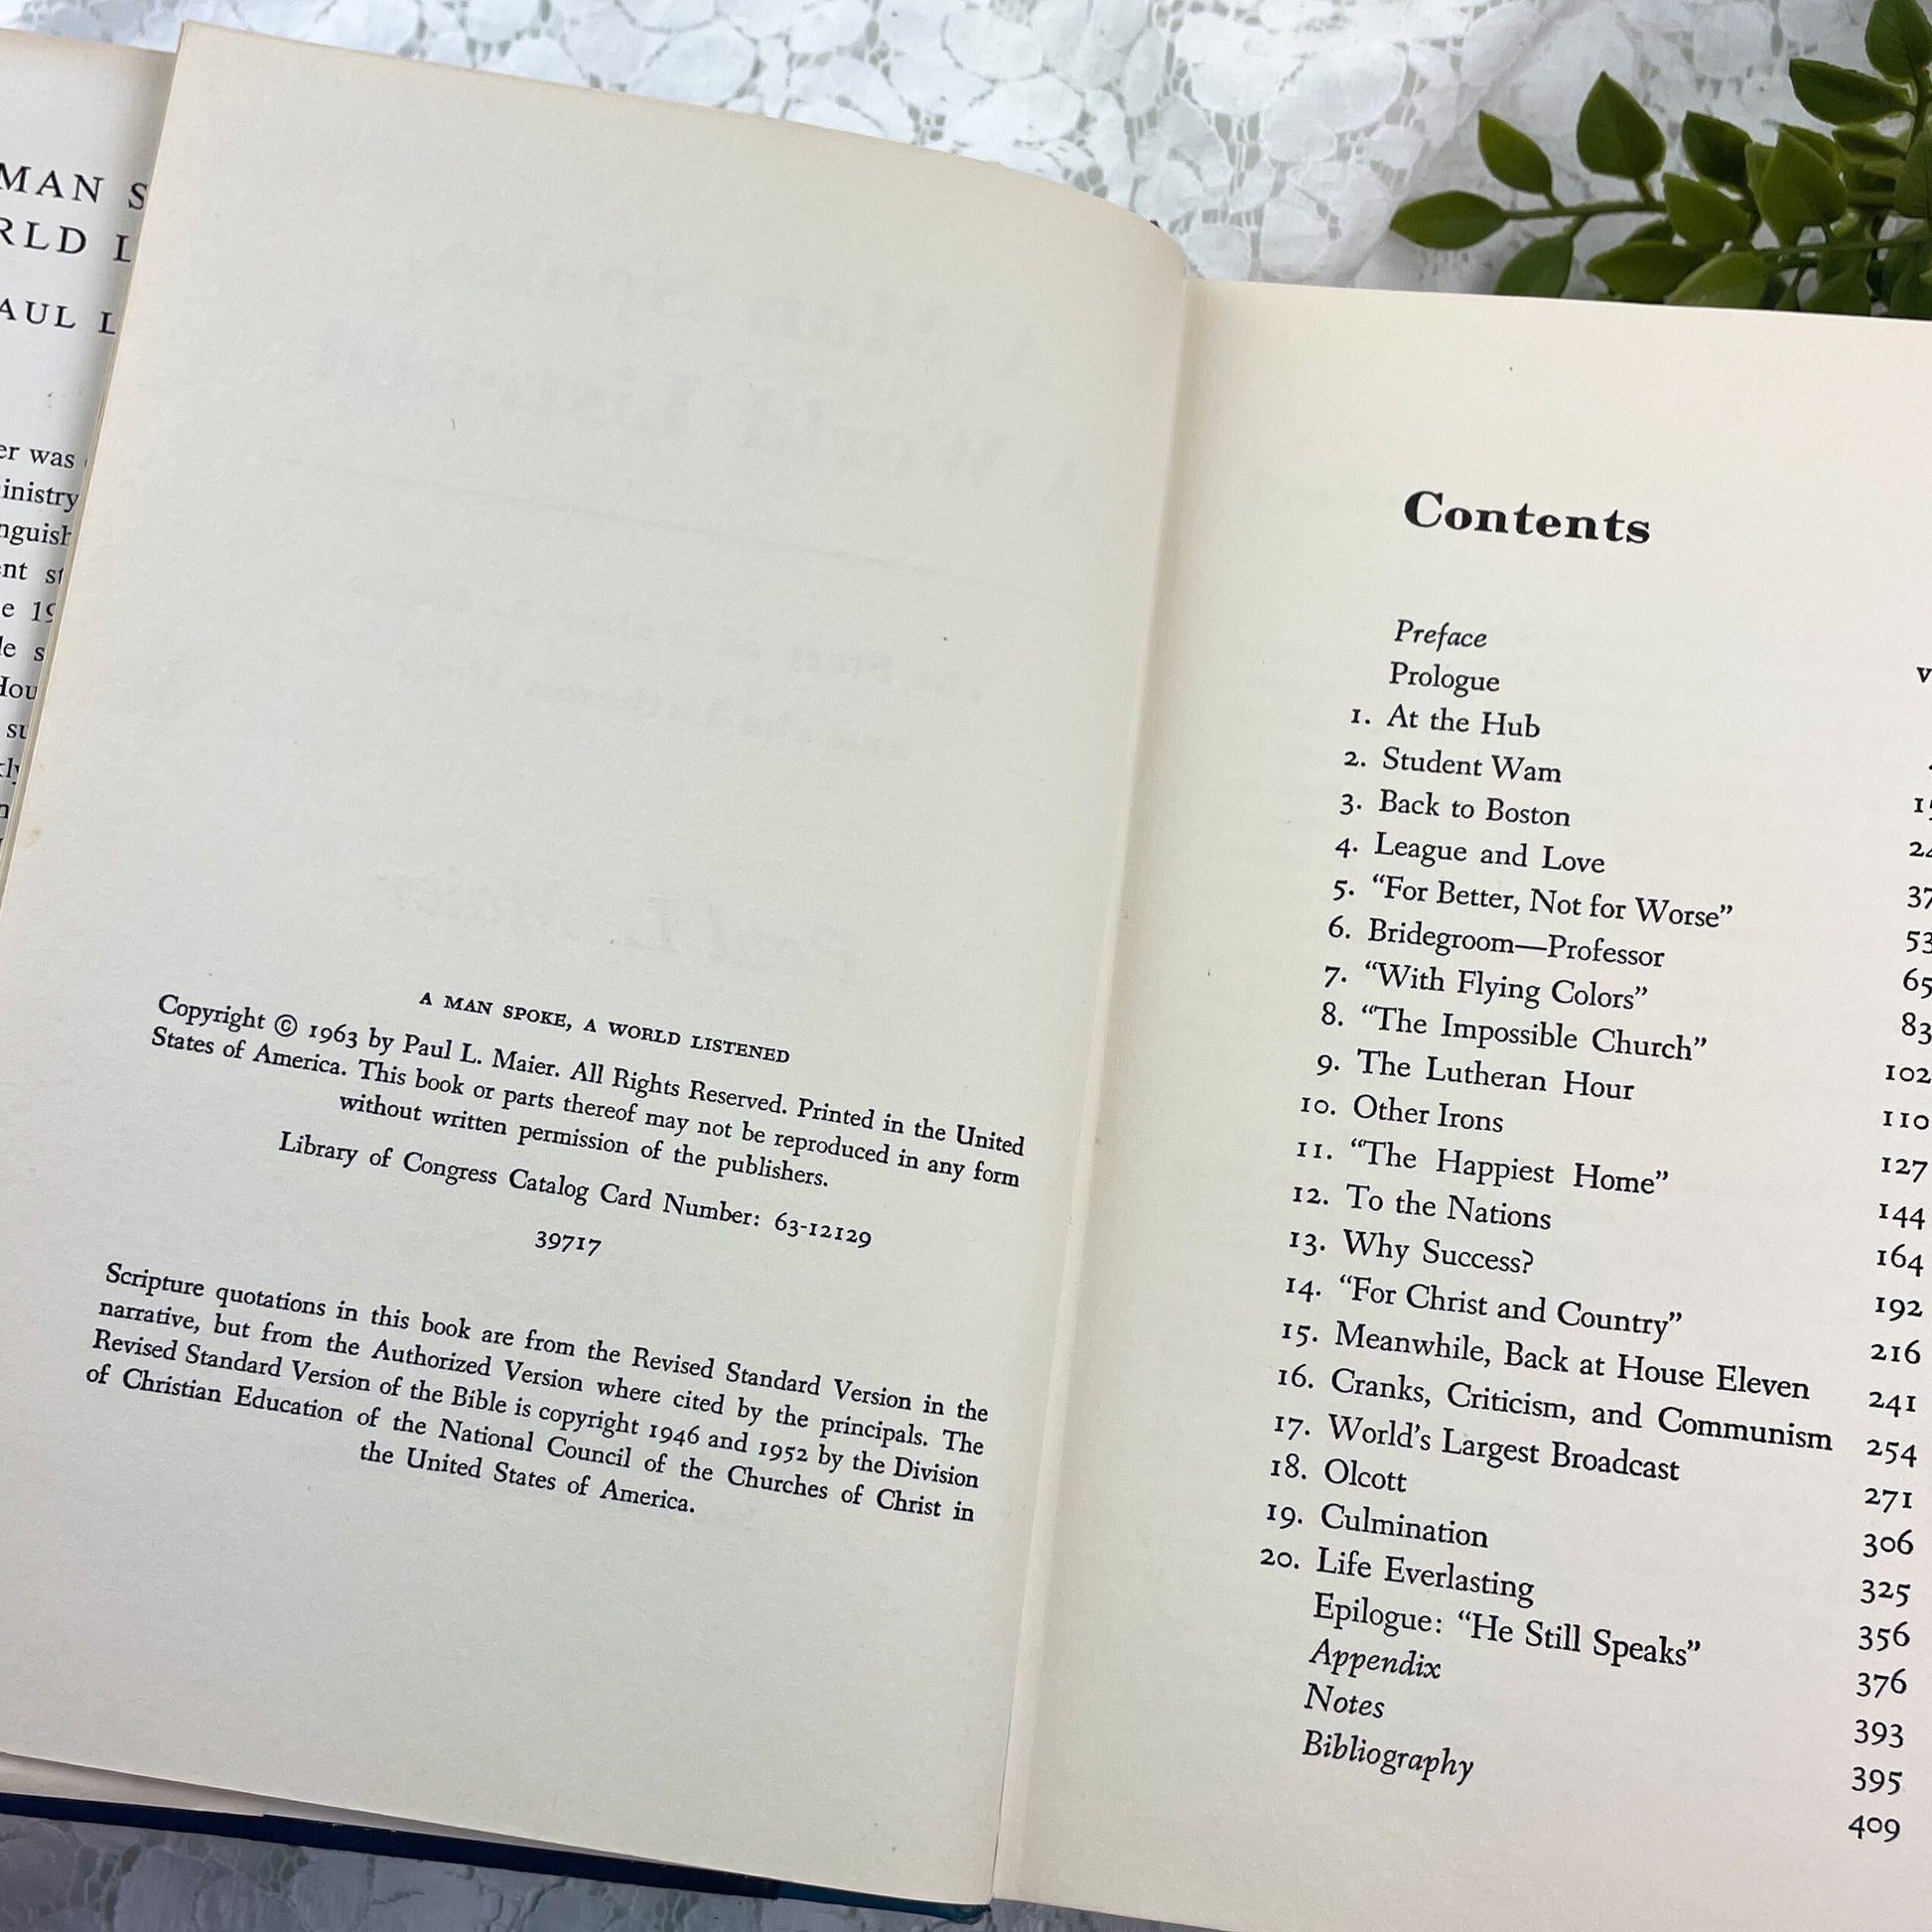 MAN S
RLD L
AUL L
er was
inistry
nguish
A MAN SPOKE, A WORLD LISTENED
Copyright © 1963 by Paul L. Maier. All Rights Reserved. Printed in the United
States of America. This book or parts thereof may not be reproduced in any form
without written permission of the publishers.
Library of Congress Catalog Card Number: 63-12129
39717
Scripture quotations in this book are from the Revised Standard Version in the
narrative, but from the Authorized Version where cited by the principals. The
Revised Standard Version of the Bible is copyright 1946 and 1952 by the Division
of Christian Education of the National Council of the Churches of Christ in
the United States of America.
Contents
Preface
Prologue
1. At the Hub
2. Student Wam
3. Back to Boston 24
4. League and Love 37
5. “For Better, Not for Worse” 53
6. Bridegroom—Professor 65
7. “With Flying Colors” 83
8. “The Impossible Church” 102
9. The Lutheran Hour 110
10. Other Irons 127
11. “The Happiest Home” 144
12. To the Nations 164
13. Why Success? 192
14. “For Christ and Country” 216
15. Meanwhile, Back at House Eleven 241
16. Cranks, Criticism, and Communism 254
17. World’s Largest Broadcast 271
18. Olcott 306
19. Culmination 325
20. Life Everlasting 356
Epilogue: “He Still Speaks” 376
Appendix 393
Notes 395
Bibliography 409